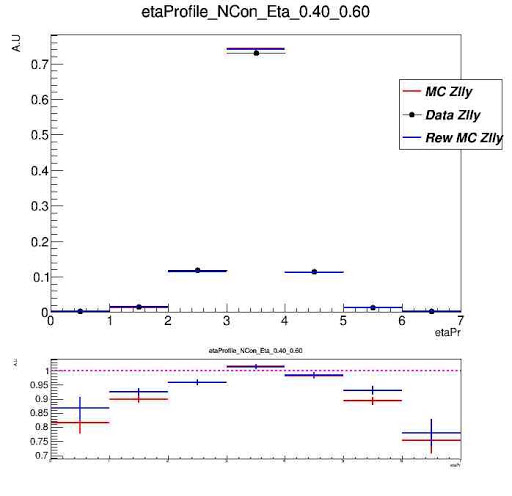 etaProfile_NCon_Eta_0.40_0.60
A.U
0.7
0.6
0.5
0.4
0.3
0.2
0.1
0
0 1 2 3 4 5 6 7
etaPr
MC Zlly
Data Zlly
Rew MC Zlly
etaProfile_NCon_Eta_0.40_0.60
A.U
1
0.95
0.9
0.85
0.8
0.75
0.7
etaPr